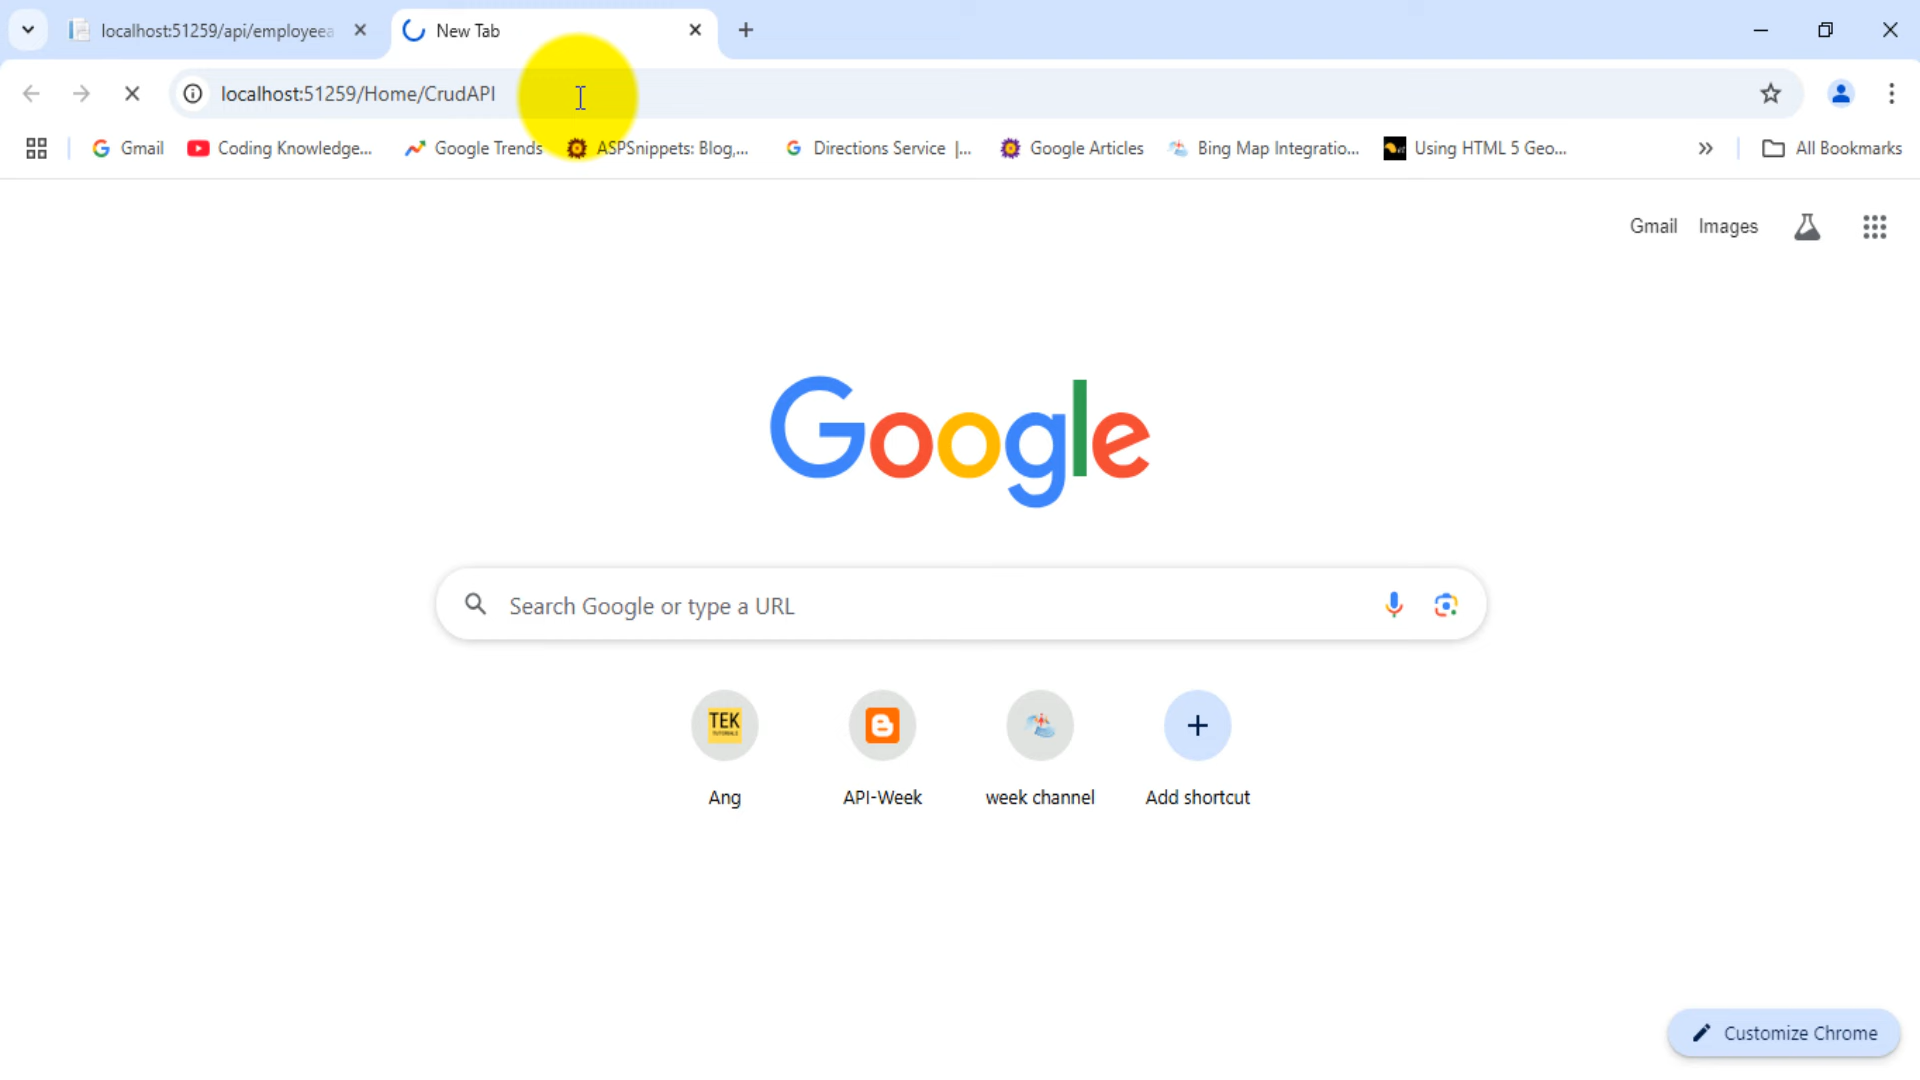 localhost:51259/api/employeea
New Tab
localhost:51259/Home/CrudAPI
Gmail
Coding Knowledge...
Google Trends
ASPSnippets: Blog,...
Directions Service |...
Google Articles
Bing Map Integratio...
Using HTML 5 Geo...
All Bookmarks
Gmail
Images
Google
Search Google or type a URL
TEK
TUTORIALS
Ang
API-Week
week channel
Add shortcut
Customize Chrome